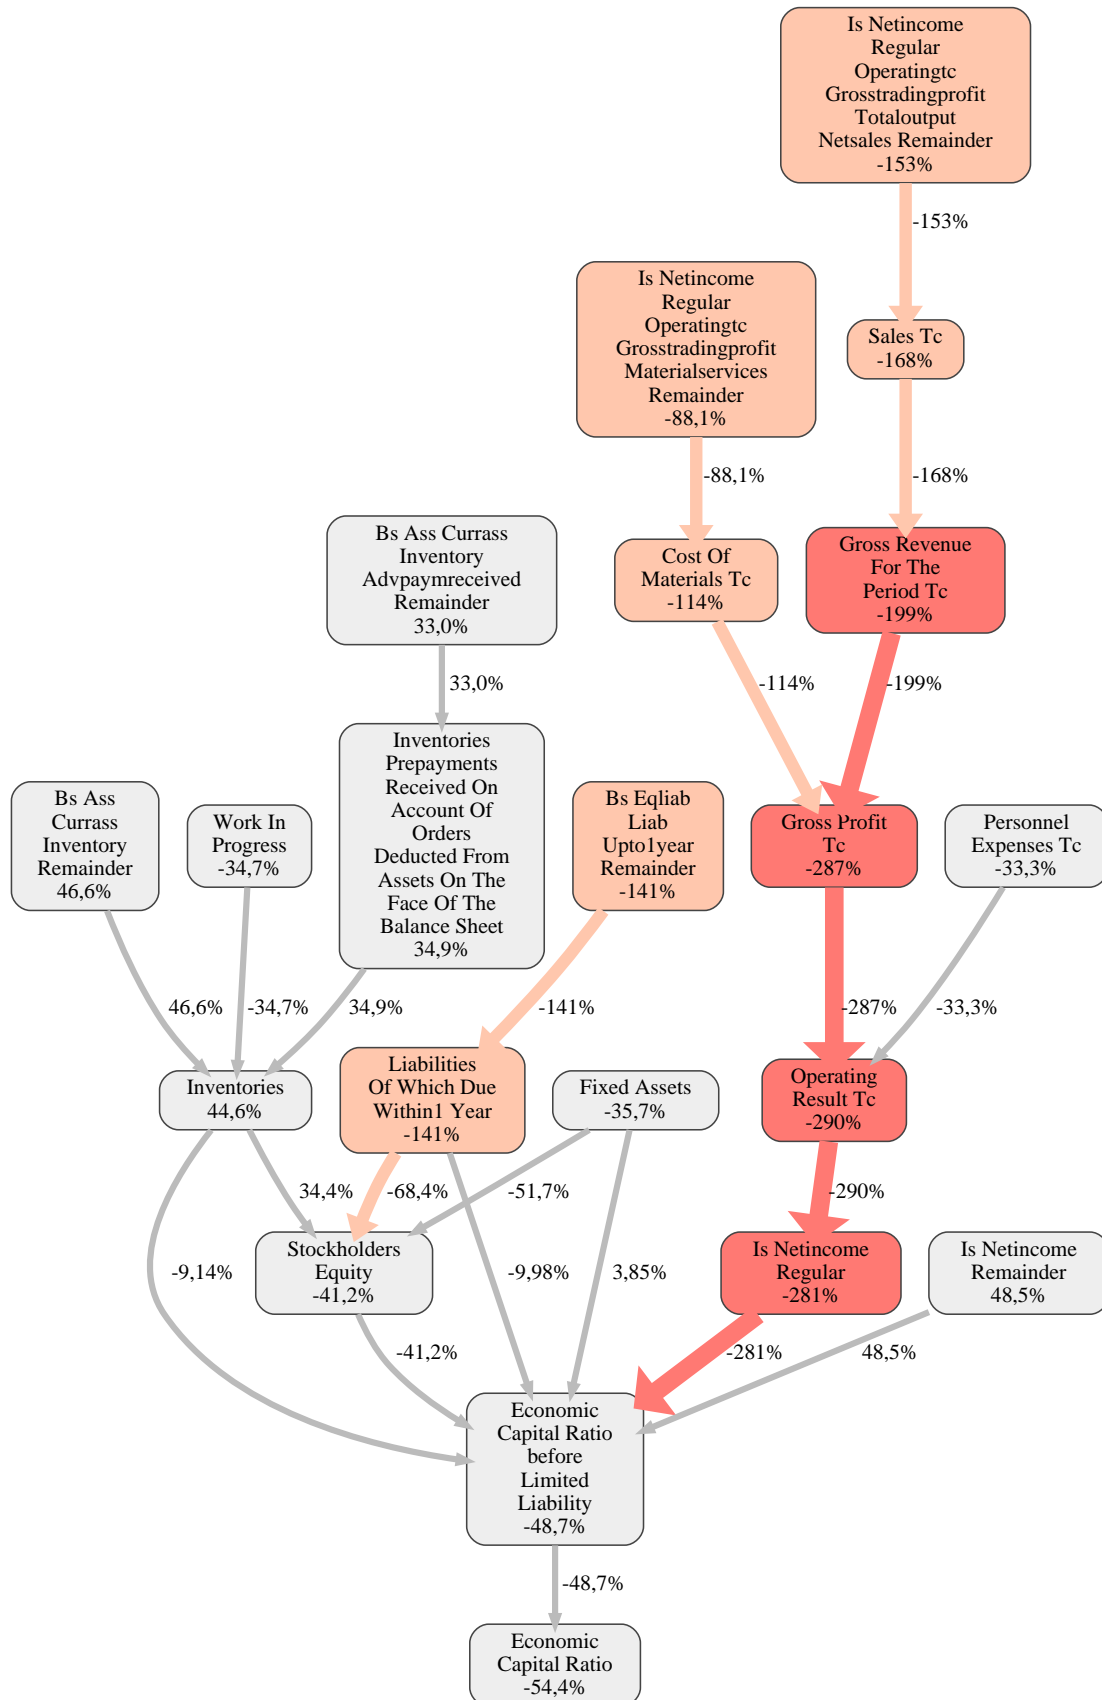 Is Netincome
Regular
Operatingtc
Grosstradingprofit
Totaloutput
Netsales Remainder
-153%
-153%
Is Netincome
Regular
Operatingtc
Grosstradingprofit
Materialservices
Remainder
-88,1%
Sales Tc
-168%
-88,1%
-168%
Bs Ass Currass
Inventory
Advpaymreceived
Remainder
33,0%
Cost Of
Materials Tc
-114%
Gross Revenue
For The
Period Tc
-199%
33,0%
-114%
-199%
Bs Ass
Currass
Inventory
Remainder
46,6%
Work In
Progress
-34,7%
Inventories
Prepayments
Received On
Account Of
Orders
Deducted From
Assets On The
Face Of The
Balance Sheet
34,9%
Bs Eqliab
Liab
Upto1year
Remainder
-141%
Gross Profit
Tc
-287%
Personnel
Expenses Tc
-33,3%
46,6%
-34,7%
34,9%
-141%
-287%
-33,3%
Inventories
44,6%
Liabilities
Of Which Due
Within1 Year
-141%
Fixed Assets
-35,7%
Operating
Result Tc
-290%
34,4%
-68,4%
-51,7%
-290%
Stockholders
Equity
-41,2%
Is Netincome
Regular
-281%
Is Netincome
Remainder
48,5%
-9,14%
-9,98%
3,85%
-41,2%
-281%
48,5%
Economic
Capital Ratio
before
Limited
Liability
-48,7%
-48,7%
Economic
Capital Ratio
-54,4%